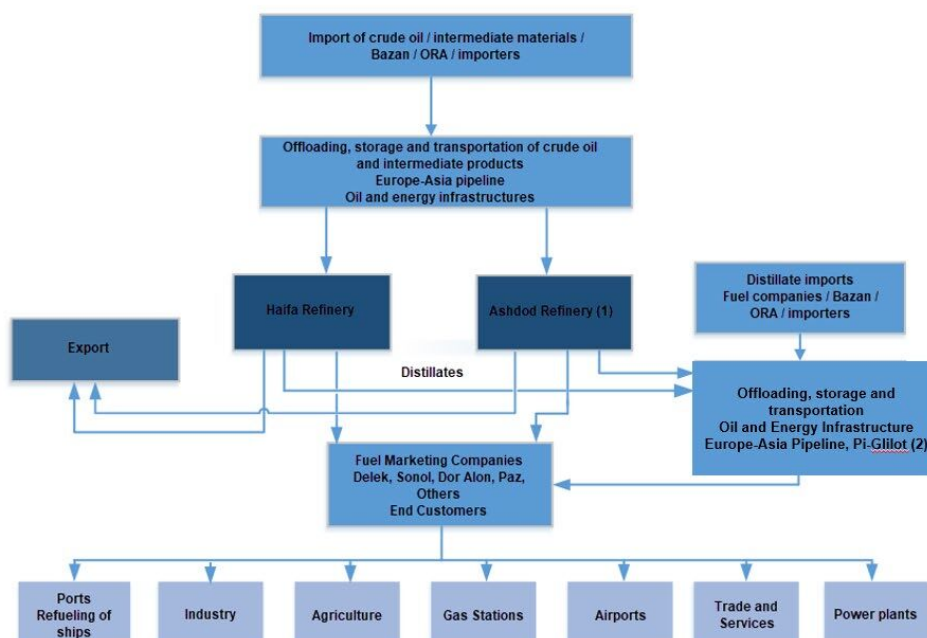 Import of crude oil / intermediate materials /
Bazan / ORA / importers
Offloading, storage and transportation of crude oil
and intermediate products
Europe-Asia pipeline
Oil and energy infrastructures
Haifa Refinery
Ashdod Refinery (1)
Distillate imports
Fuel companies / Bazan /
ORA / importers
Export
Distillates
Offloading, storage and
transportation
Oil and Energy Infrastructure
Europe-Asia Pipeline, Pi-Glilot (2)
Fuel Marketing Companies
Delek, Sonol, Dor Alon, Paz,
Others
End Customers
Ports
Refueling of
ships
Industry
Agriculture
Gas Stations
Airports
Trade and
Services
Power plants